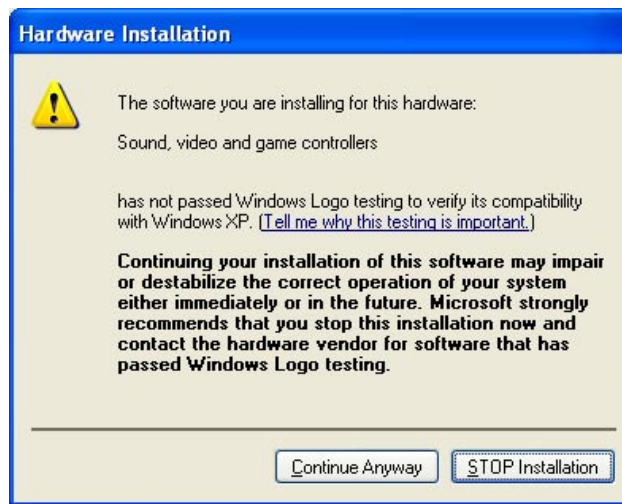 Hardware Installation
The software you are installing for this hardware:
Sound, video and game controllers
has not passed Windows Logo testing to verify its compatibility
with Windows XP. (Tell me why this testing is important.)
Continuing your installation of this software may impair
or destabilize the correct operation of your system
either immediately or in the future. Microsoft strongly
recommends that you stop this installation now and
contact the hardware vendor for software that has
passed Windows Logo testing.
Continue Anyway
STOP Installation